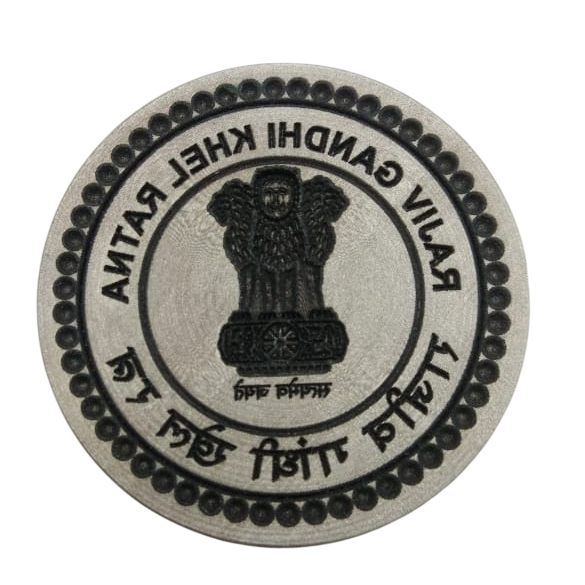 RAJIV GANDHI KHEL RATNA
सत्यमेव जयते
राजीव गांधी खेल रत्न